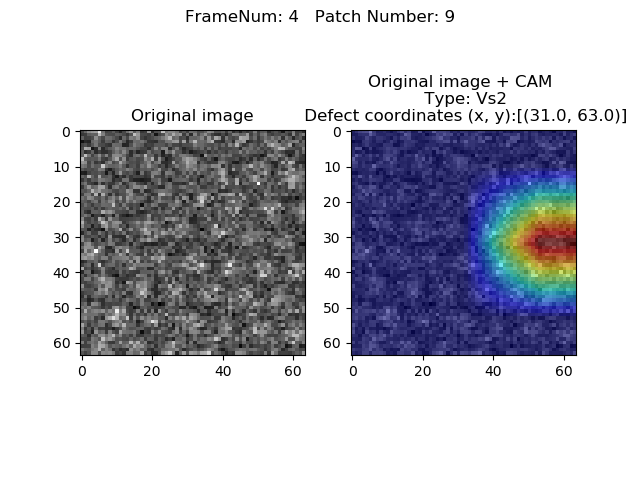 FrameNum: 4   Patch Number: 9
Original image
Original image + CAM
Type: Vs2
Defect coordinates (x, y):[(31.0, 63.0)]
0
10
20
30
40
50
60
0 20 40 60
0
10
20
30
40
50
60
0 20 40 60